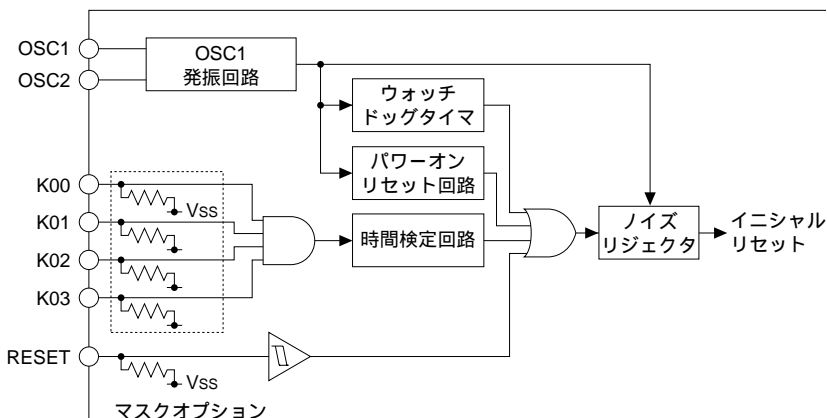 OSC1
OSC2
OSC1
発振回路
ウォッチ
ドッグタイマ
パワーオン
リセット回路
K00
VSS
K01
K02
K03
時間検定回路
ノイズ
リジェクタ
イニシャル
リセット
RESET
VSS
マスクオプション